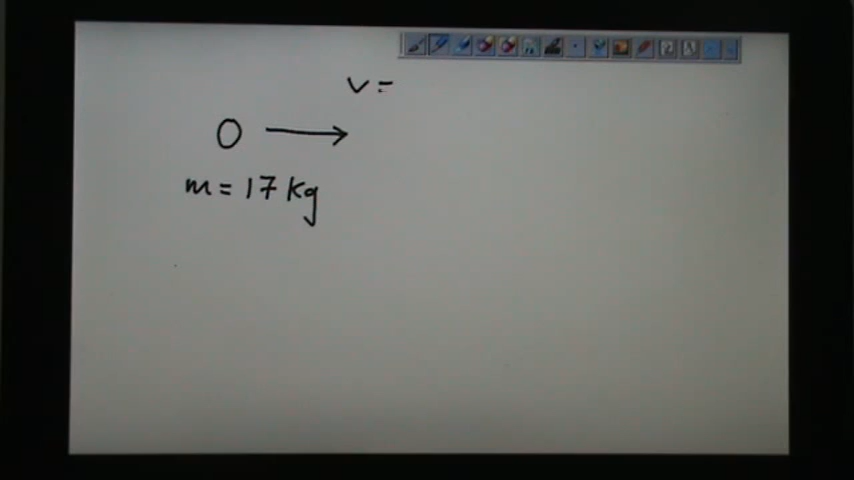 v =
m = 17 kg